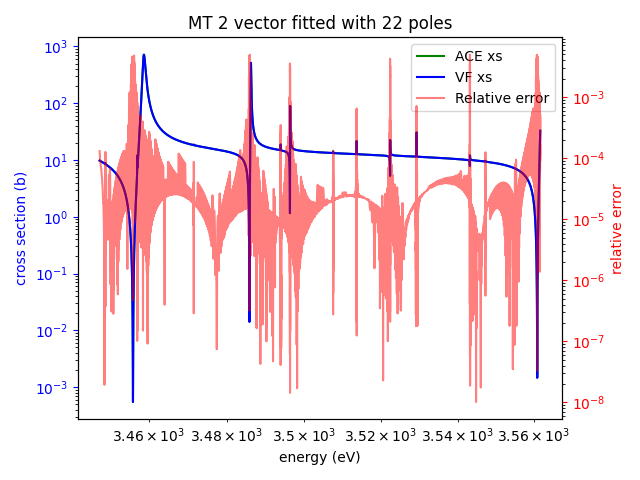 MT 2 vector fitted with 22 poles
ACE xs
VF xs
Relative error
cross section (b)
10³
10²
10¹
10⁰
10⁻¹
10⁻²
10⁻³
relative error
10⁻³
10⁻⁴
10⁻⁵
10⁻⁶
10⁻⁷
10⁻⁸
3.46 × 10³ 3.48 × 10³ 3.5 × 10³ 3.52 × 10³ 3.54 × 10³ 3.56 × 10³
energy (eV)